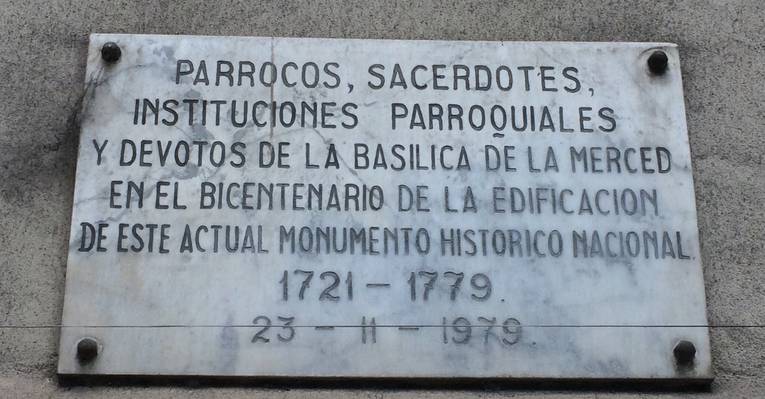 PARROCOS, SACERDOTES,
INSTITUCIONES PARROQUIALES
Y DEVOTOS DE LA BASILICA DE LA MERCED
EN EL BICENTENARIO DE LA EDIFICACION
DE ESTE ACTUAL MONUMENTO HISTORICO NACIONAL.
1721 - 1779.
23 - 11 - 1979.